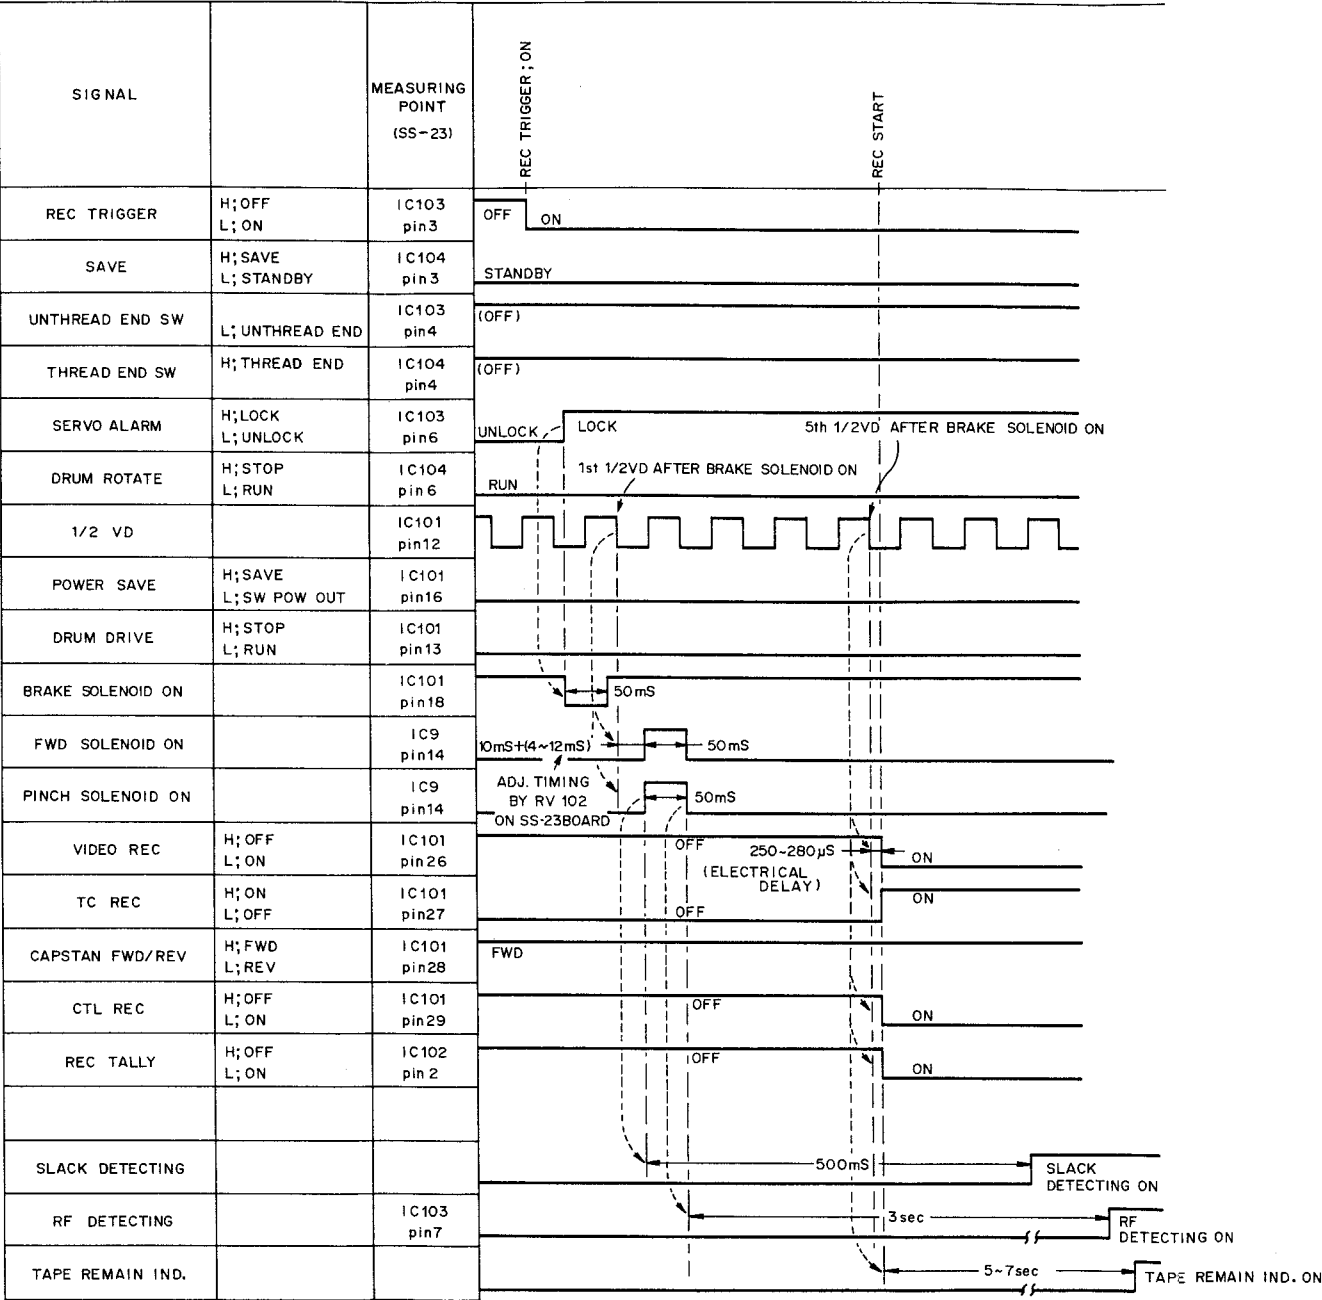 SIGNAL
MEASURING
POINT
(SS-23)
REC TRIGGER; ON
REC START
REC TRIGGER
H; OFF
L; ON
IC103
pin3
OFF
ON
SAVE
H; SAVE
L; STANDBY
IC104
pin3
STANDBY
UNTHREAD END SW
L; UNTHREAD END
IC103
pin4
(OFF)
THREAD END SW
H; THREAD END
IC104
pin4
(OFF)
SERVO ALARM
H; LOCK
L; UNLOCK
IC103
pin6
UNLOCK
LOCK
5th 1/2VD AFTER BRAKE SOLENOID ON
DRUM ROTATE
H; STOP
L; RUN
IC104
pin6
RUN
1st 1/2VD AFTER BRAKE SOLENOID ON
1/2 VD
IC101
pin12
POWER SAVE
H; SAVE
L; SW POW OUT
IC101
pin16
DRUM DRIVE
H; STOP
L; RUN
IC101
pin13
BRAKE SOLENOID ON
IC101
pin18
50mS
FWD SOLENOID ON
IC9
pin14
10mS+(4~12mS)
50mS
ADJ. TIMING
BY RV 102
ON SS-23BOARD
PINCH SOLENOID ON
IC9
pin14
50mS
VIDEO REC
H; OFF
L; ON
IC101
pin26
OFF
250~280μS
(ELECTRICAL
DELAY)
ON
TC REC
H; ON
L; OFF
IC101
pin27
OFF
ON
CAPSTAN FWD/REV
H; FWD
L; REV
IC101
pin28
FWD
CTL REC
H; OFF
L; ON
IC101
pin29
OFF
ON
REC TALLY
H; OFF
L; ON
IC102
pin 2
OFF
ON
SLACK DETECTING
500mS
SLACK
DETECTING ON
RF DETECTING
IC103
pin7
3sec
RF
DETECTING ON
TAPE REMAIN IND.
5~7sec
TAPE REMAIN IND. ON